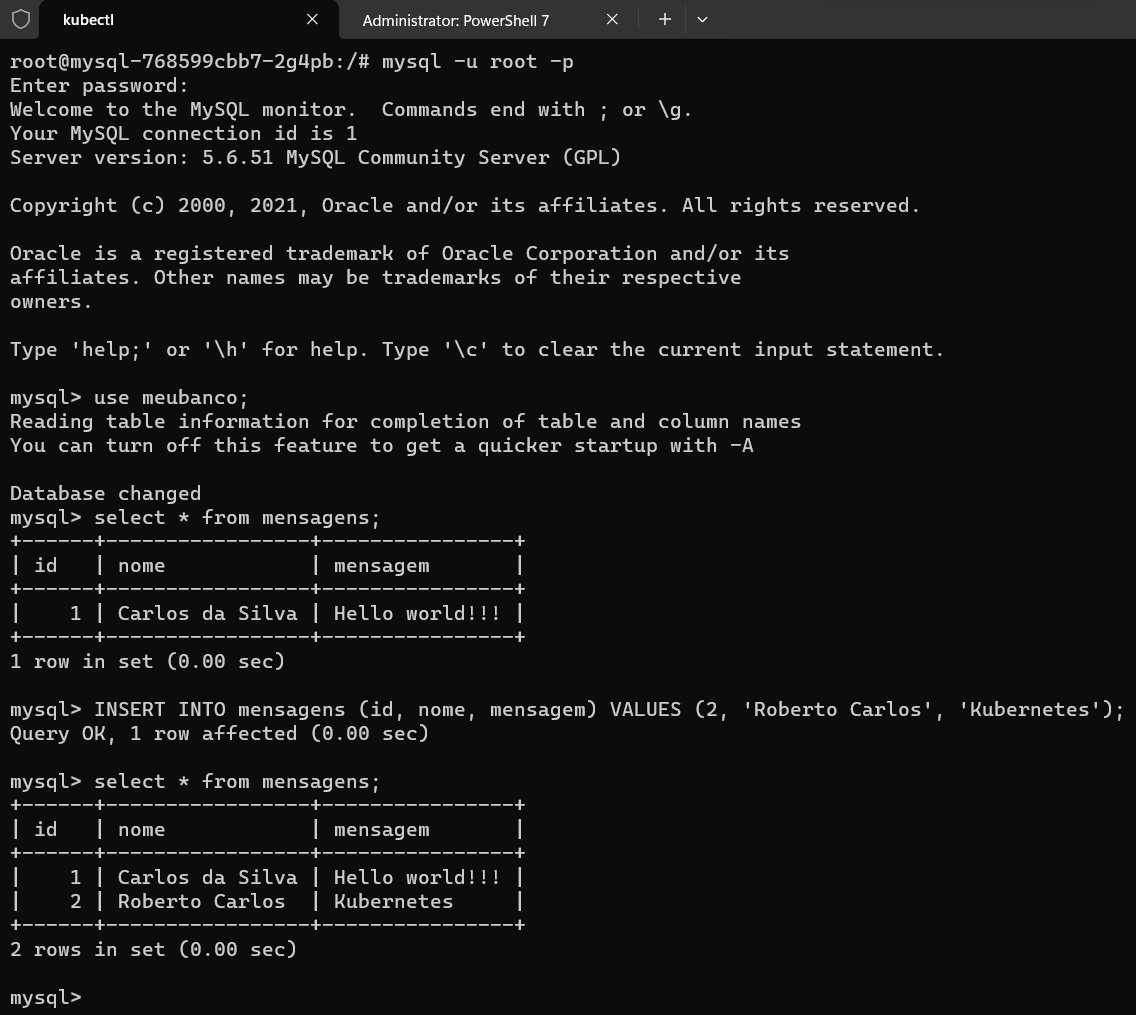 kubectl
Administrator: PowerShell 7
root@mysql-768599cbb7-2g4pb:/# mysql -u root -p
Enter password:
Welcome to the MySQL monitor.  Commands end with ; or \g.
Your MySQL connection id is 1
Server version: 5.6.51 MySQL Community Server (GPL)
Copyright (c) 2000, 2021, Oracle and/or its affiliates. All rights reserved.
Oracle is a registered trademark of Oracle Corporation and/or its
affiliates. Other names may be trademarks of their respective
owners.
Type 'help;' or '\h' for help. Type '\c' to clear the current input statement.
mysql> use meubanco;
Reading table information for completion of table and column names
You can turn off this feature to get a quicker startup with -A
Database changed
mysql> select * from mensagens;
+------+-----------------+----------------+
| id   | nome            | mensagem       |
+------+-----------------+----------------+
|    1 | Carlos da Silva | Hello world!!! |
+------+-----------------+----------------+
1 row in set (0.00 sec)
mysql> INSERT INTO mensagens (id, nome, mensagem) VALUES (2, 'Roberto Carlos', 'Kubernetes');
Query OK, 1 row affected (0.00 sec)
mysql> select * from mensagens;
+------+-----------------+----------------+
| id   | nome            | mensagem       |
+------+-----------------+----------------+
|    1 | Carlos da Silva | Hello world!!! |
|    2 | Roberto Carlos  | Kubernetes     |
+------+-----------------+----------------+
2 rows in set (0.00 sec)
mysql>